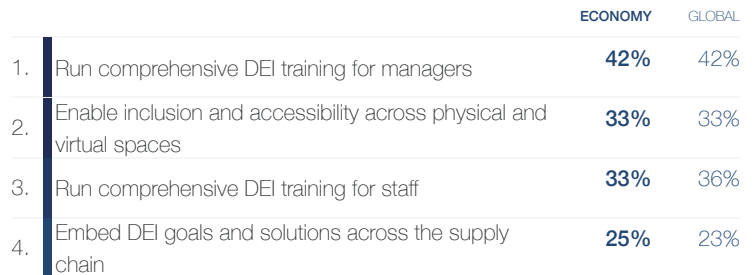 ECONOMY GLOBAL
1. Run comprehensive DEI training for managers 42% 42%
2. Enable inclusion and accessibility across physical and virtual spaces 33% 33%
3. Run comprehensive DEI training for staff 33% 36%
4. Embed DEI goals and solutions across the supply chain 25% 23%